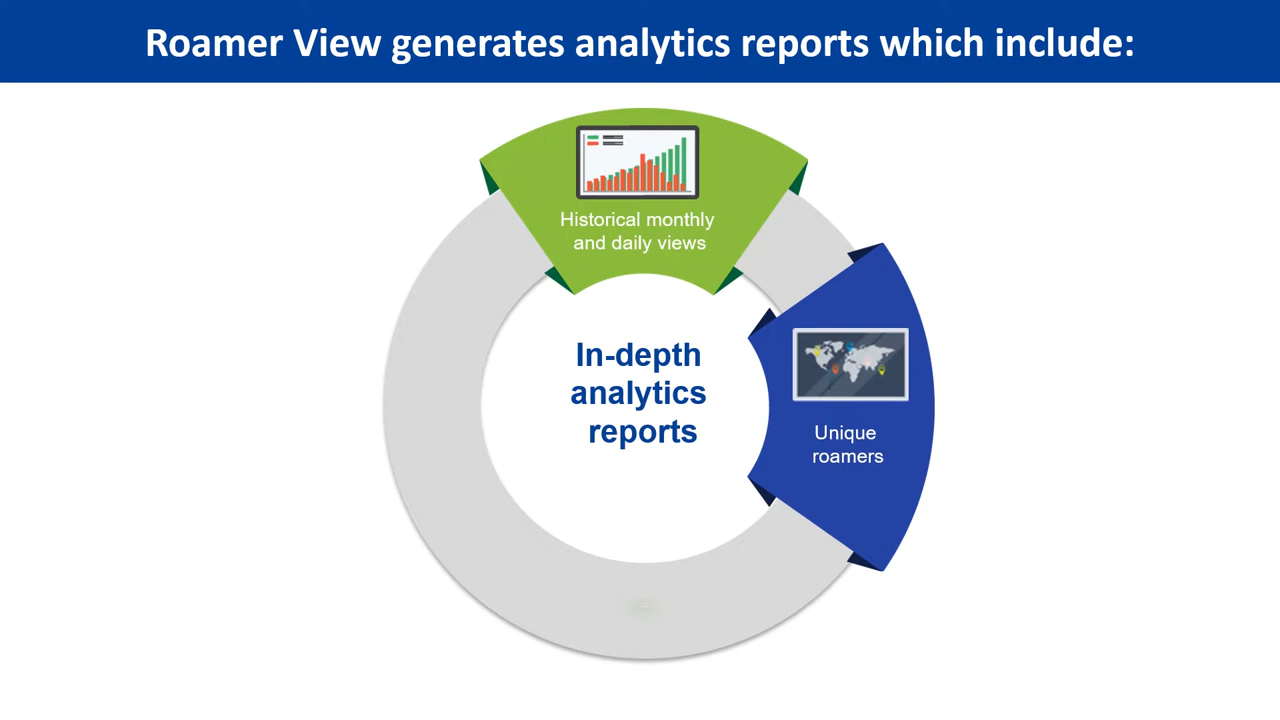 Roamer View generates analytics reports which include:
Historical monthly
and daily views
In-depth
analytics
reports
Unique
roamers